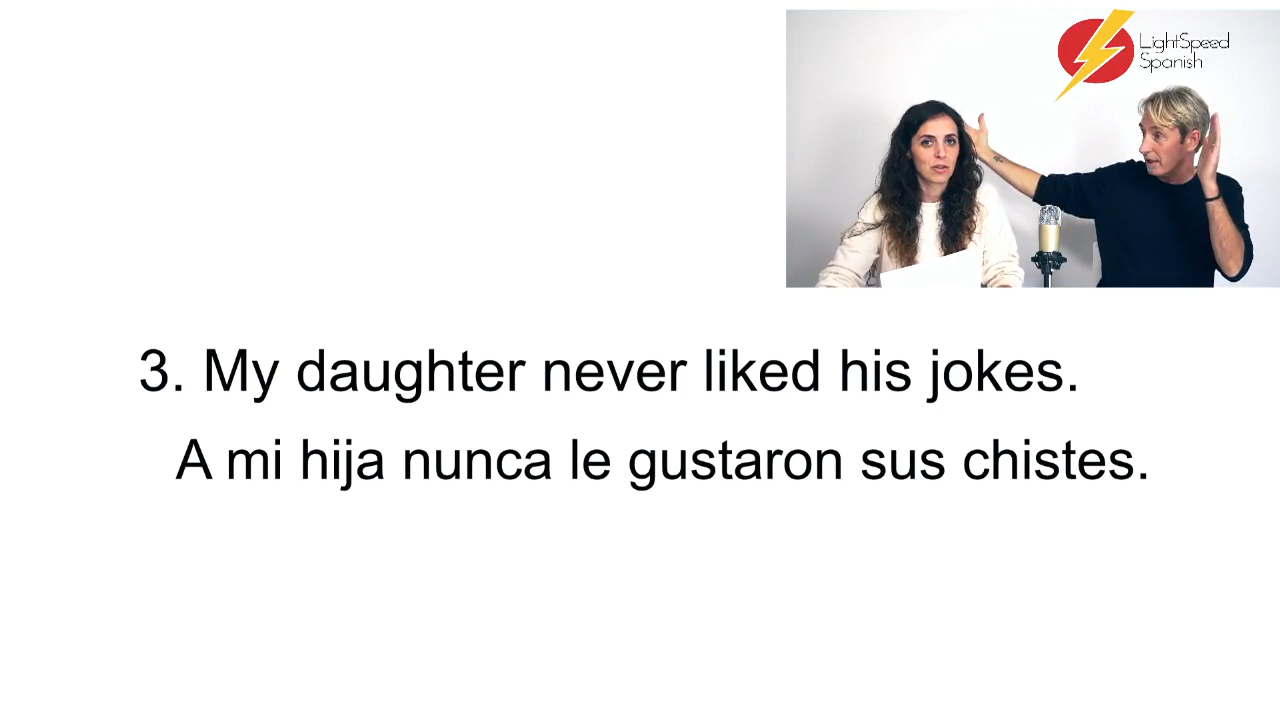 LightSpeed
Spanish
3. My daughter never liked his jokes.
A mi hija nunca le gustaron sus chistes.